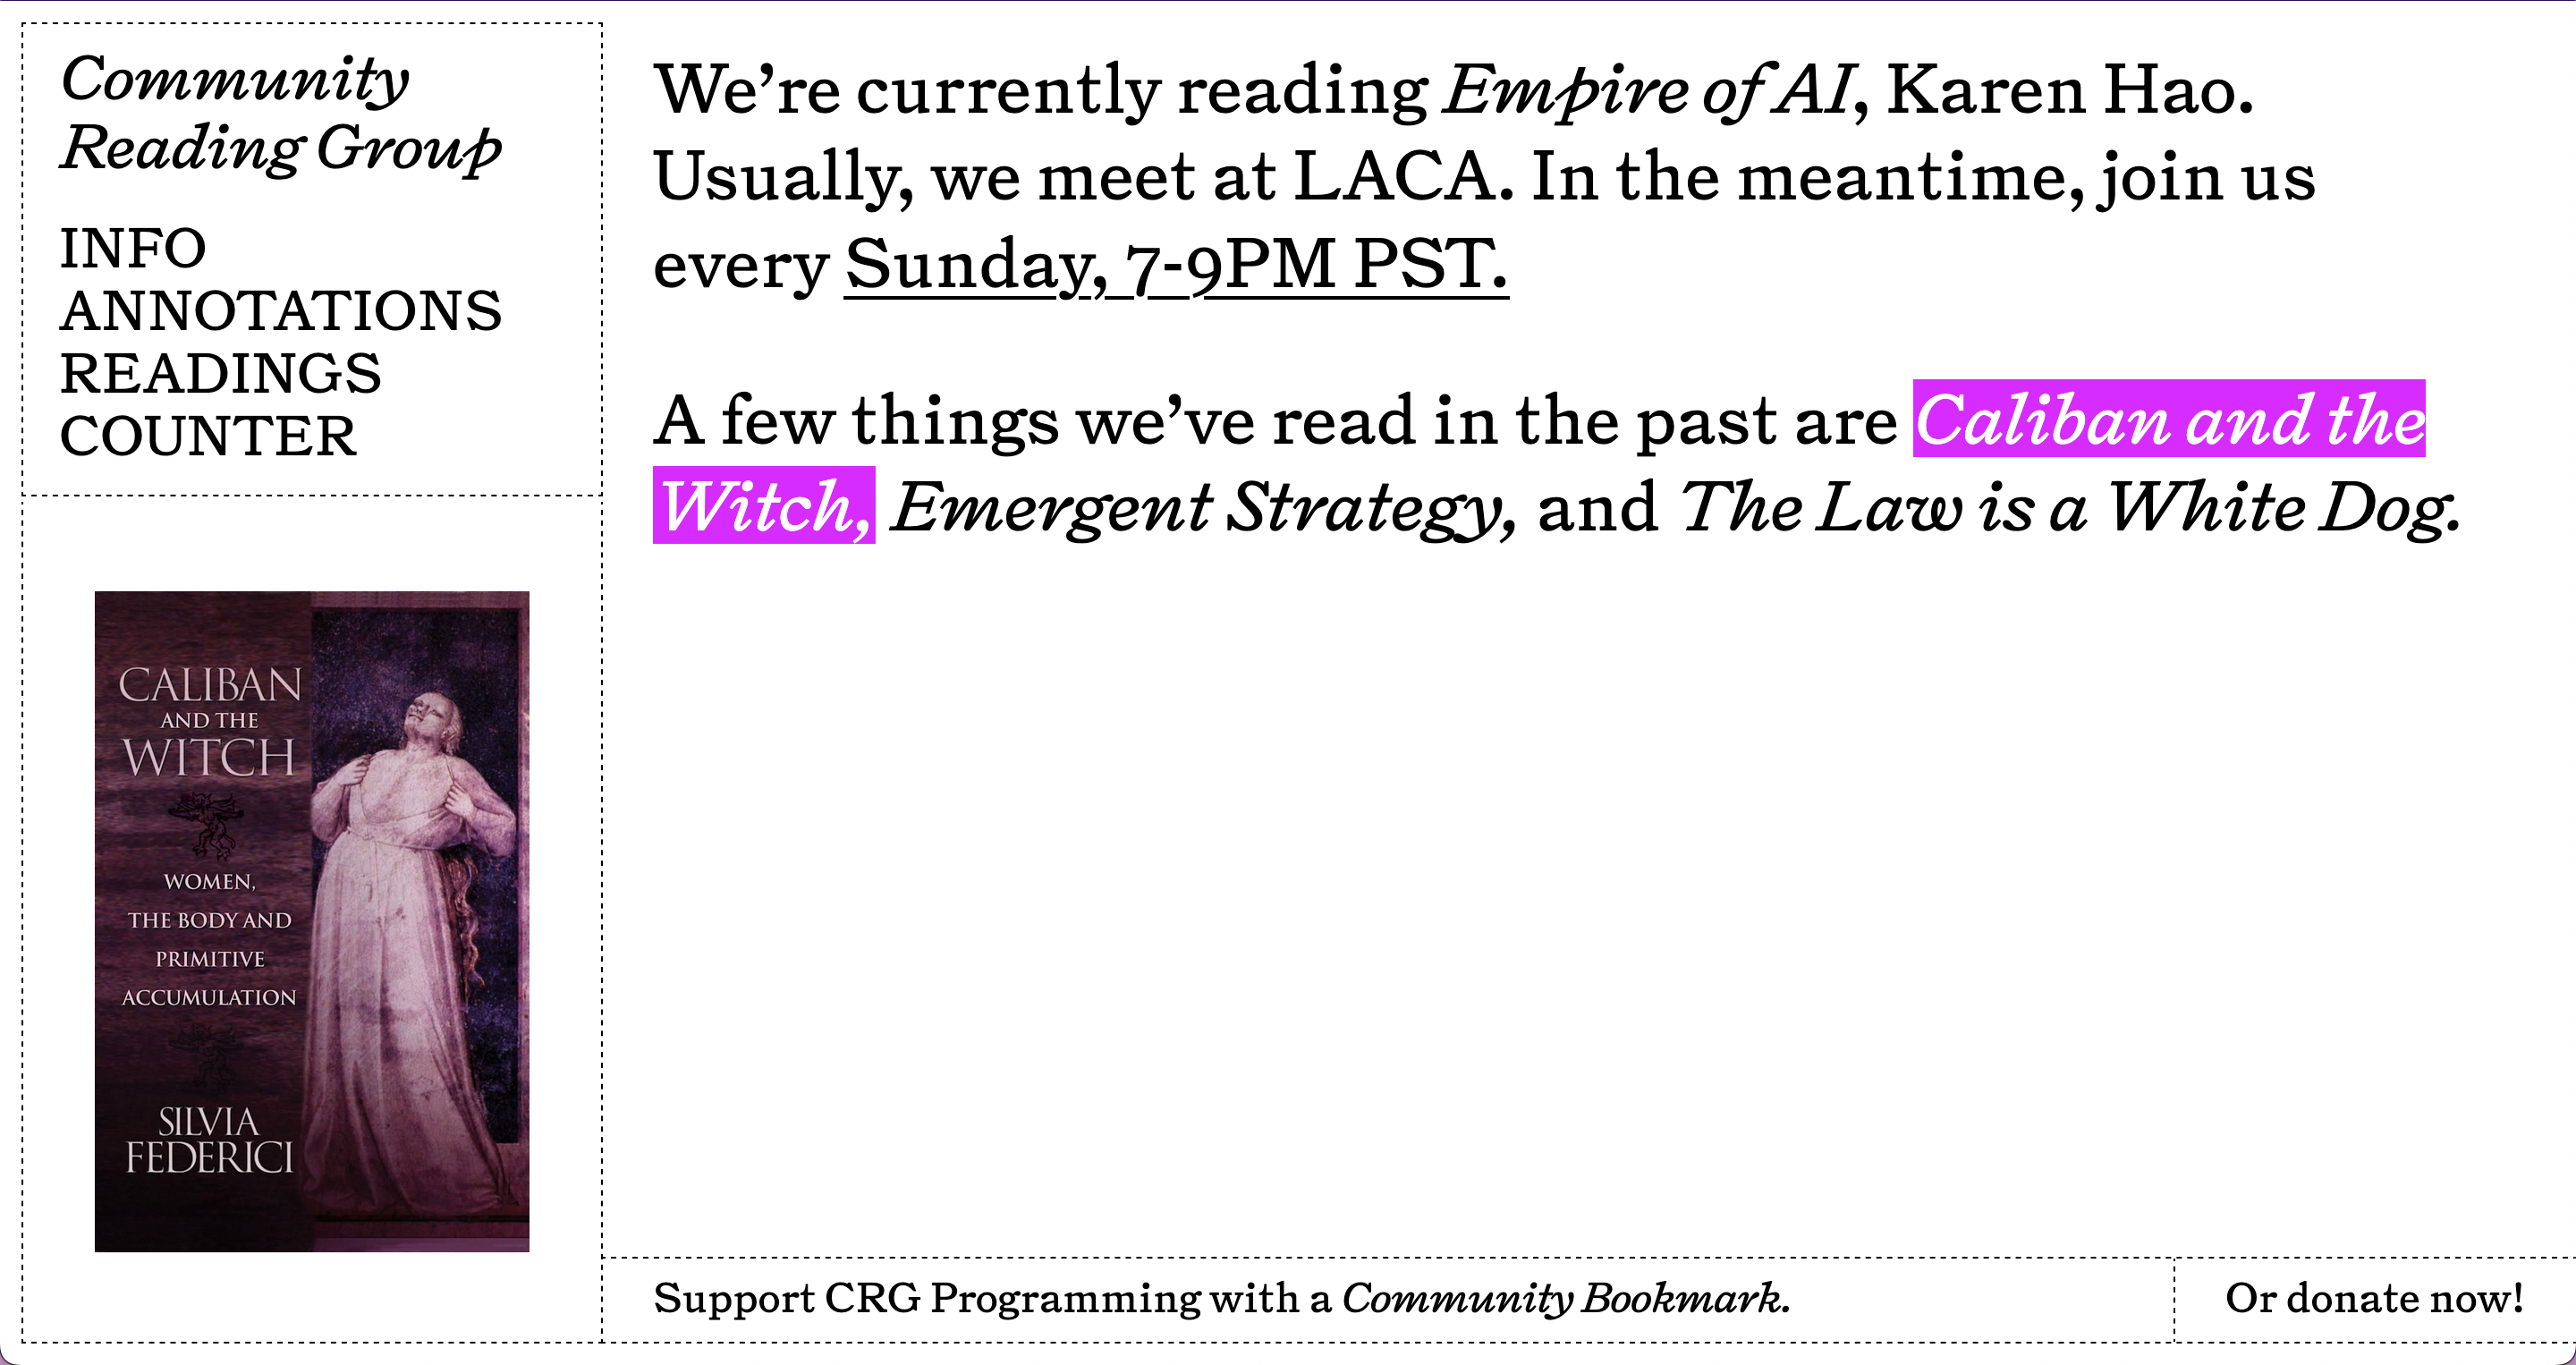 Community
Reading Group
INFO
ANNOTATIONS
READINGS
COUNTER
We’re currently reading Empire of AI, Karen Hao.
Usually, we meet at LACA. In the meantime, join us
every Sunday, 7-9PM PST.
A few things we’ve read in the past are Caliban and the
Witch, Emergent Strategy, and The Law is a White Dog.
CALIBAN
AND THE
WITCH
WOMEN,
THE BODY AND
PRIMITIVE
ACCUMULATION
SILVIA
FEDERICI
Support CRG Programming with a Community Bookmark.
Or donate now!